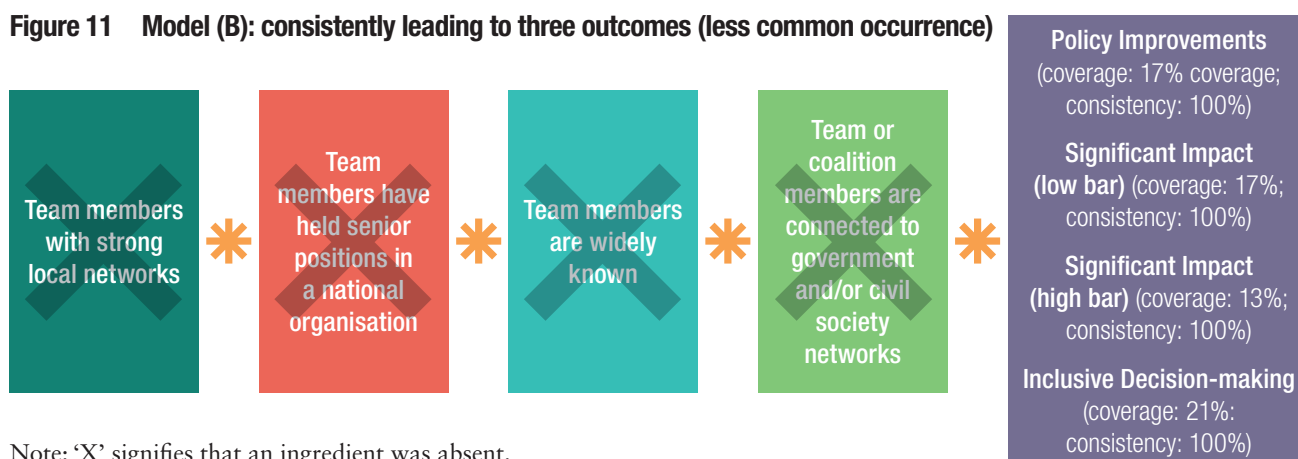 Figure 11 Model (B): consistently leading to three outcomes (less common occurrence)
Team members
with strong
local networks
Team
members have
held senior
positions in
a national
organisation
Team members
are widely
known
Team or
coalition
members are
connected to
government
and/or civil
society
networks
Policy Improvements
(coverage: 17% coverage;
consistency: 100%)
Significant Impact
(low bar) (coverage: 17%;
consistency: 100%)
Significant Impact
(high bar) (coverage: 13%;
consistency: 100%)
Inclusive Decision-making
(coverage: 21%:
consistency: 100%)
Note: ‘X’ signifies that an ingredient was absent.